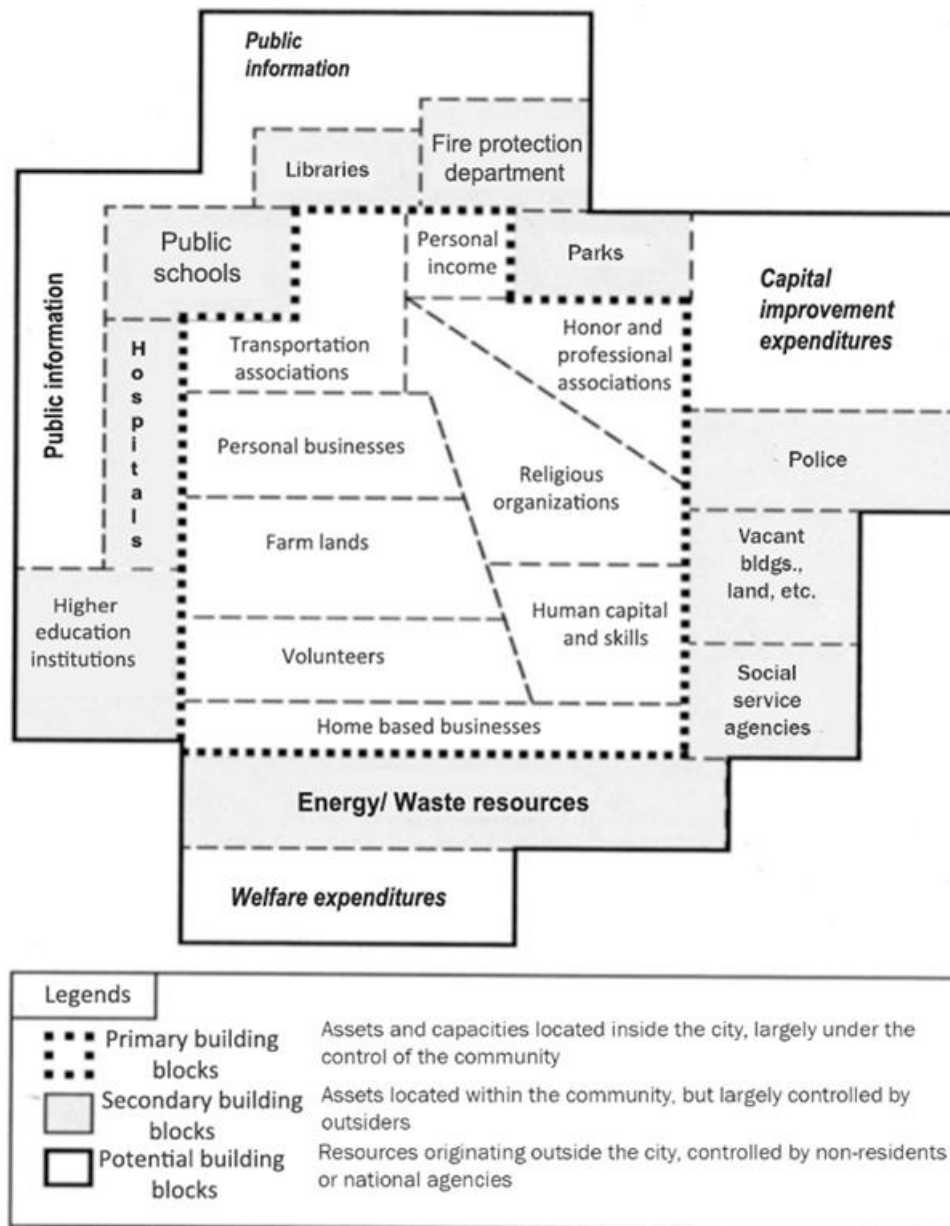 Public
information
Fire protection
department
Libraries
Public
schools
Personal
income
Parks
Capital
improvement
expenditures
Public information
Hospitals
Transportation
associations
Honor and
professional
associations
Personal businesses
Religious
organizations
Police
Farm lands
Vacant
bldgs.,
land, etc.
Higher
education
institutions
Human capital
and skills
Volunteers
Social
service
agencies
Home based businesses
Energy/ Waste resources
Welfare expenditures
Legends
Primary building
blocks
Assets and capacities located inside the city, largely under the
control of the community
Secondary building
blocks
Assets located within the community, but largely controlled by
outsiders
Potential building
blocks
Resources originating outside the city, controlled by non-residents
or national agencies